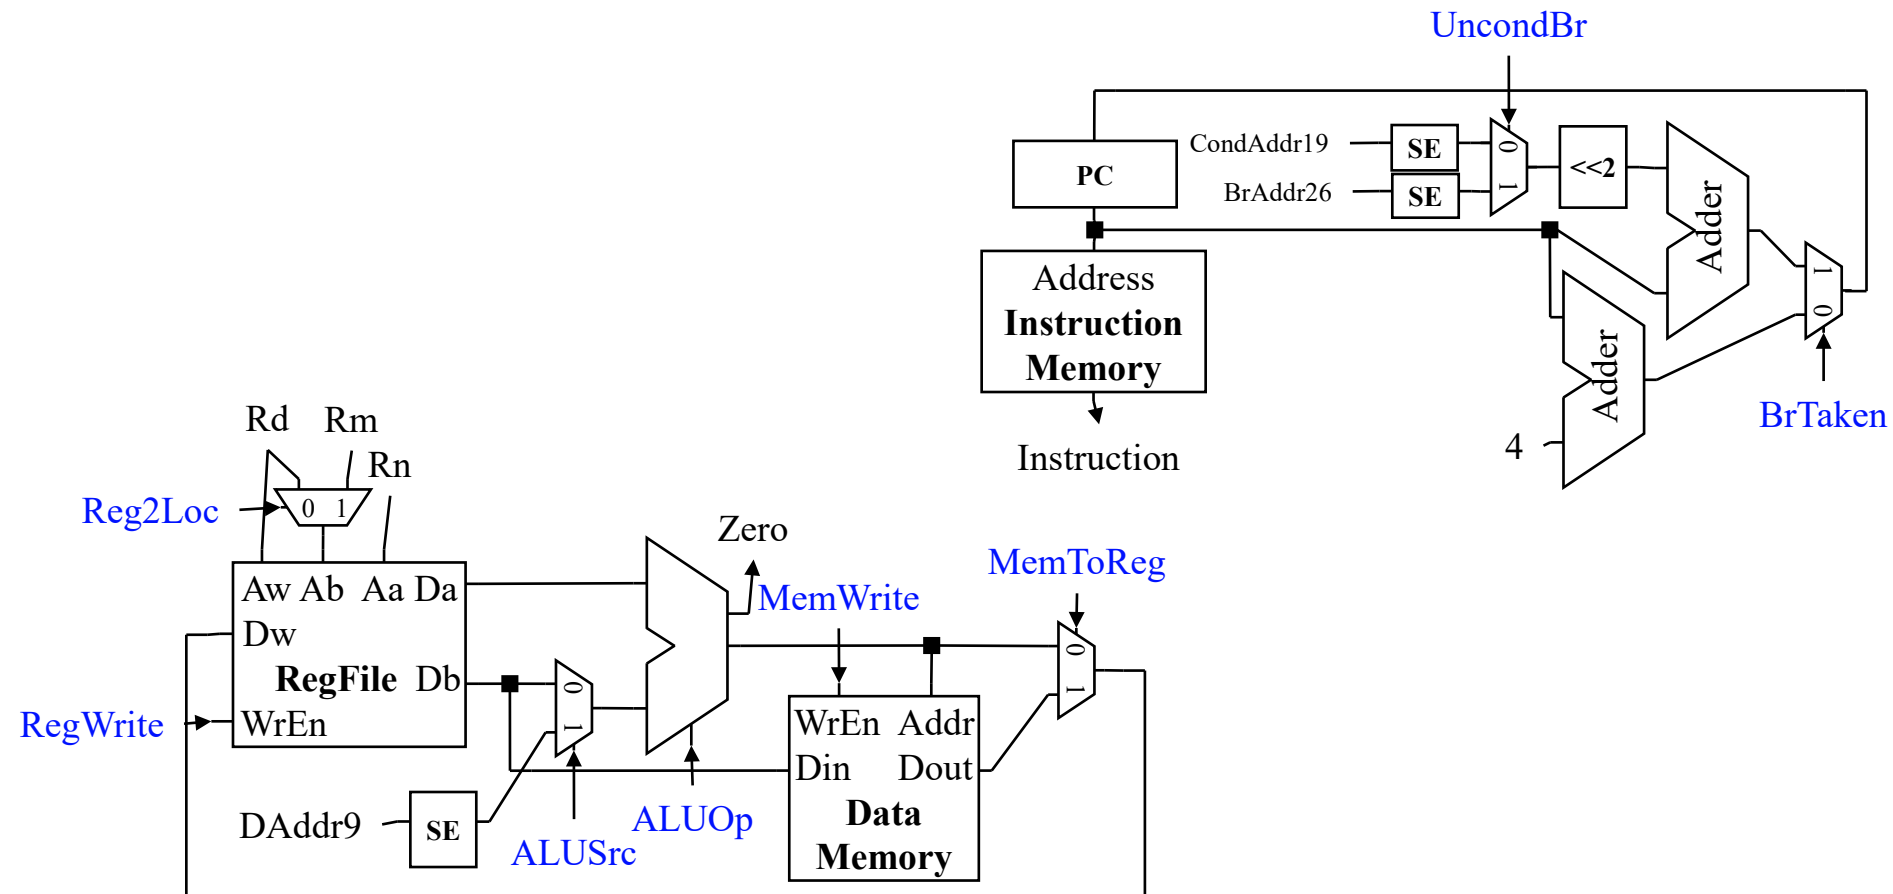 UncondBr
CondAddr19
SE
0
<<2
PC
BrAddr26
SE
1
Adder
Address
Instruction
Memory
1
0
Adder
BrTaken
4
Instruction
Rd
Rm
Rn
Reg2Loc
0 1
Zero
MemToReg
MemWrite
Aw Ab Aa Da
Dw
RegFile Db
WrEn
RegWrite
0
1
0
1
WrEn Addr
Din Dout
Data
Memory
DAddr9
SE
ALUOp
ALUSrc